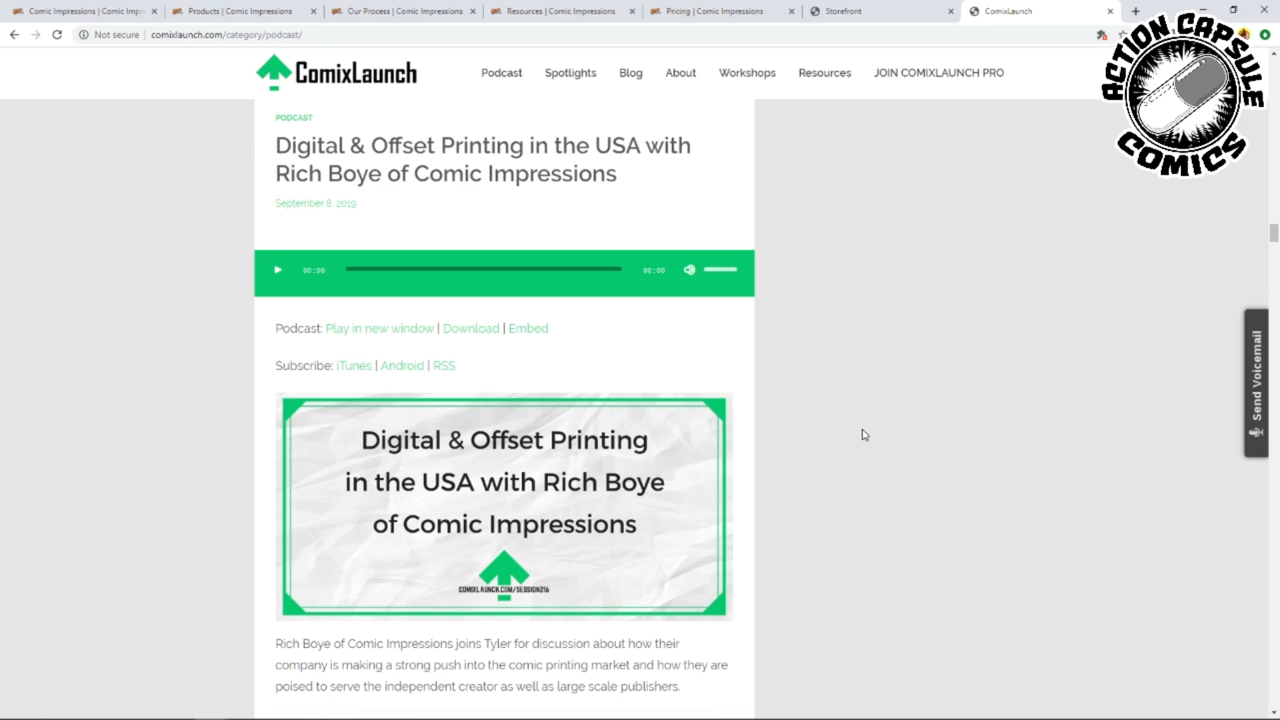 Comic Impressions | Comic Impr
Products | Comic Impressions
Our Process | Comic Impressions
Resources | Comic Impressions
Pricing | Comic Impressions
Storefront
ComixLaunch
Not secure | comixlaunch.com/category/podcast/
ACTION CAPSULE
COMICS
ComixLaunch
Podcast
Spotlights
Blog
About
Workshops
Resources
JOIN COMIXLAUNCH PRO
PODCAST
Digital & Offset Printing in the USA with
Rich Boye of Comic Impressions
September 8, 2019
00:00
00:00
Podcast: Play in new window | Download | Embed
Subscribe: iTunes | Android | RSS
Send Voicemail
Digital & Offset Printing
in the USA with Rich Boye
of Comic Impressions
COMIXLAUNCH.COM/SESSION216
Rich Boye of Comic Impressions joins Tyler for discussion about how their
company is making a strong push into the comic printing market and how they are
poised to serve the independent creator as well as large scale publishers.